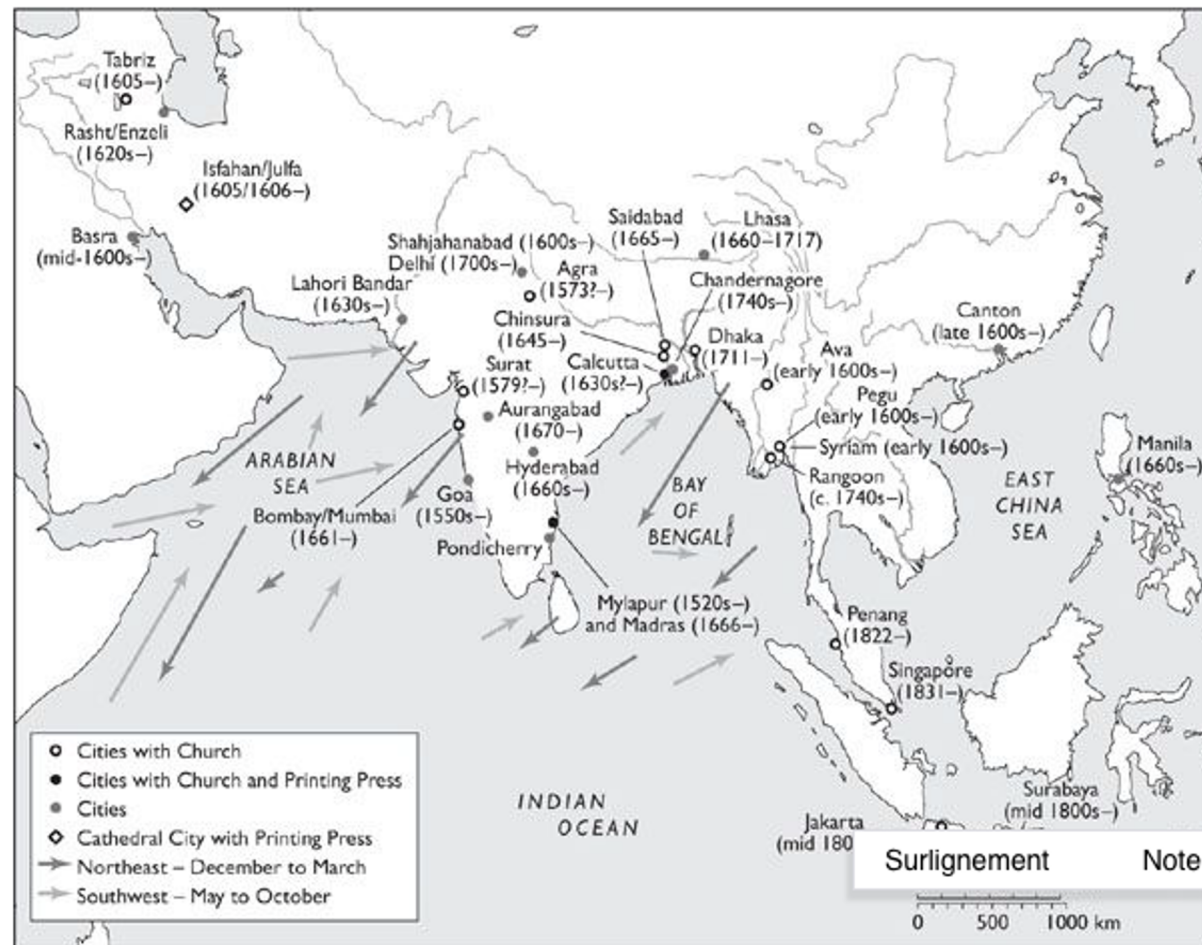 Tabriz
(1605–)
Rasht/Enzeli
(1620s–)
Isfahan/Julfa
(1605/1606–)
Basra
(mid-1600s–)
Saidabad
(1665–)
Lhasa
(1660–1717)
Shahjahanabad (1600s–)
Delhi (1700s–)
Agra
(1573?–)
Chandernagore
(1740s–)
Lahori Bandar
(1630s–)
Chinsura
(1645–)
Dhaka
(1711–)
Canton
(late 1600s–)
Surat
(1579?–)
Calcutta
(1630s?–)
Ava
(early 1600s–)
Aurangabad
(1670–)
Pegu
(early 1600s–)
Syriam (early 1600s–)
Manila
(1660s–)
ARABIAN
SEA
Hyderabad
(1660s–)
Rangoon
(c. 1740s–)
Goa
(1550s–)
BAY
OF
BENGAL
EAST
CHINA
SEA
Bombay/Mumbai
(1661–)
Pondicherry
Mylapur (1520s–)
and Madras (1666–)
Penang
(1822–)
Singapore
(1831–)
Cities with Church
Cities with Church and Printing Press
Cities
Cathedral City with Printing Press
Northeast – December to March
Southwest – May to October
INDIAN
OCEAN
Surabaya
(mid 1800s–)
Jakarta
(mid 180
Surlignement Note
0 500 1000 km